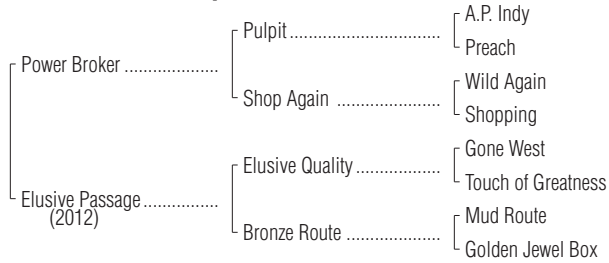 A.P. Indy
Pulpit....................................
Preach
Power Broker ....................
Wild Again
Shop Again ......................
Shopping
Gone West
Elusive Quality..................
Touch of Greatness
Elusive Passage................
(2012)
Mud Route
Bronze Route ....................
Golden Jewel Box